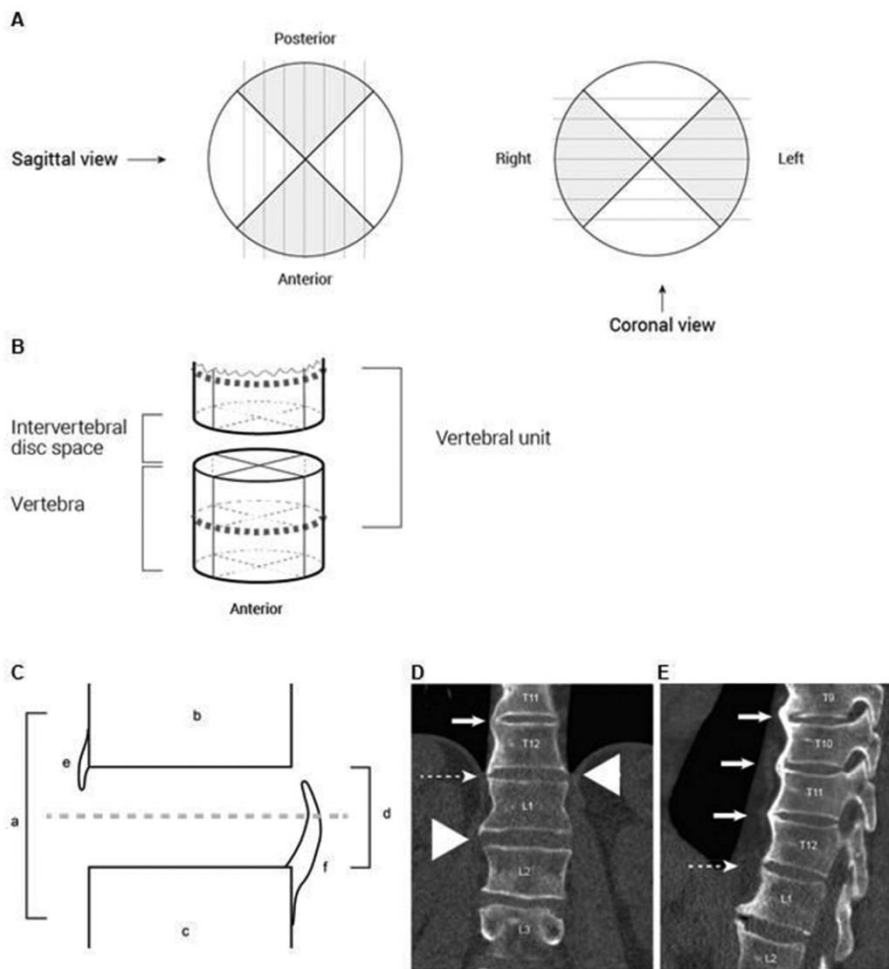 A
Posterior
Sagittal view
Right
Left
Anterior
Coronal view
B
Intervertebral
disc space
Vertebral unit
Vertebra
Anterior
C
b
e
a
d
f
c
D
T11
T12
L1
L2
L3
E
T9
T10
T11
T12
L1
L2